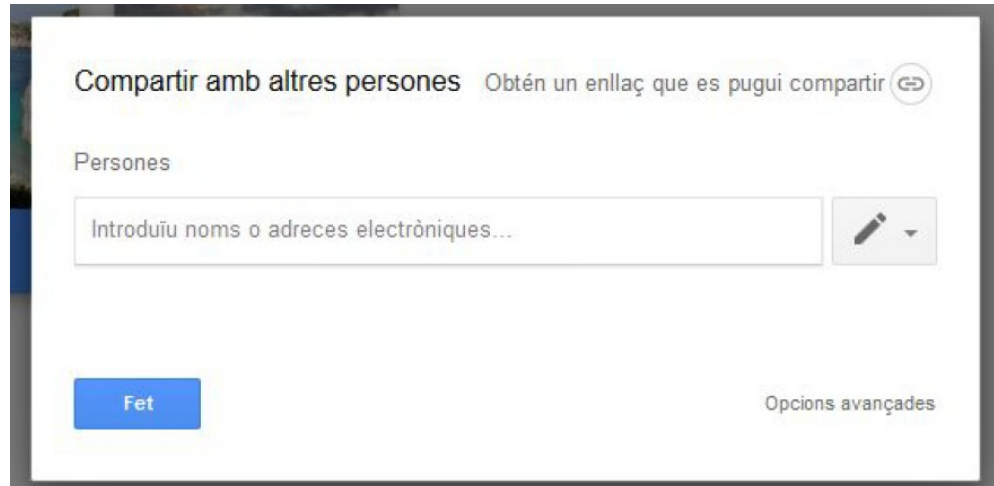 Compartir amb altres persones Obtén un enllaç que es pugui compartir
Persones
Introduïu noms o adreces electròniques...
Fet Opcions avançades